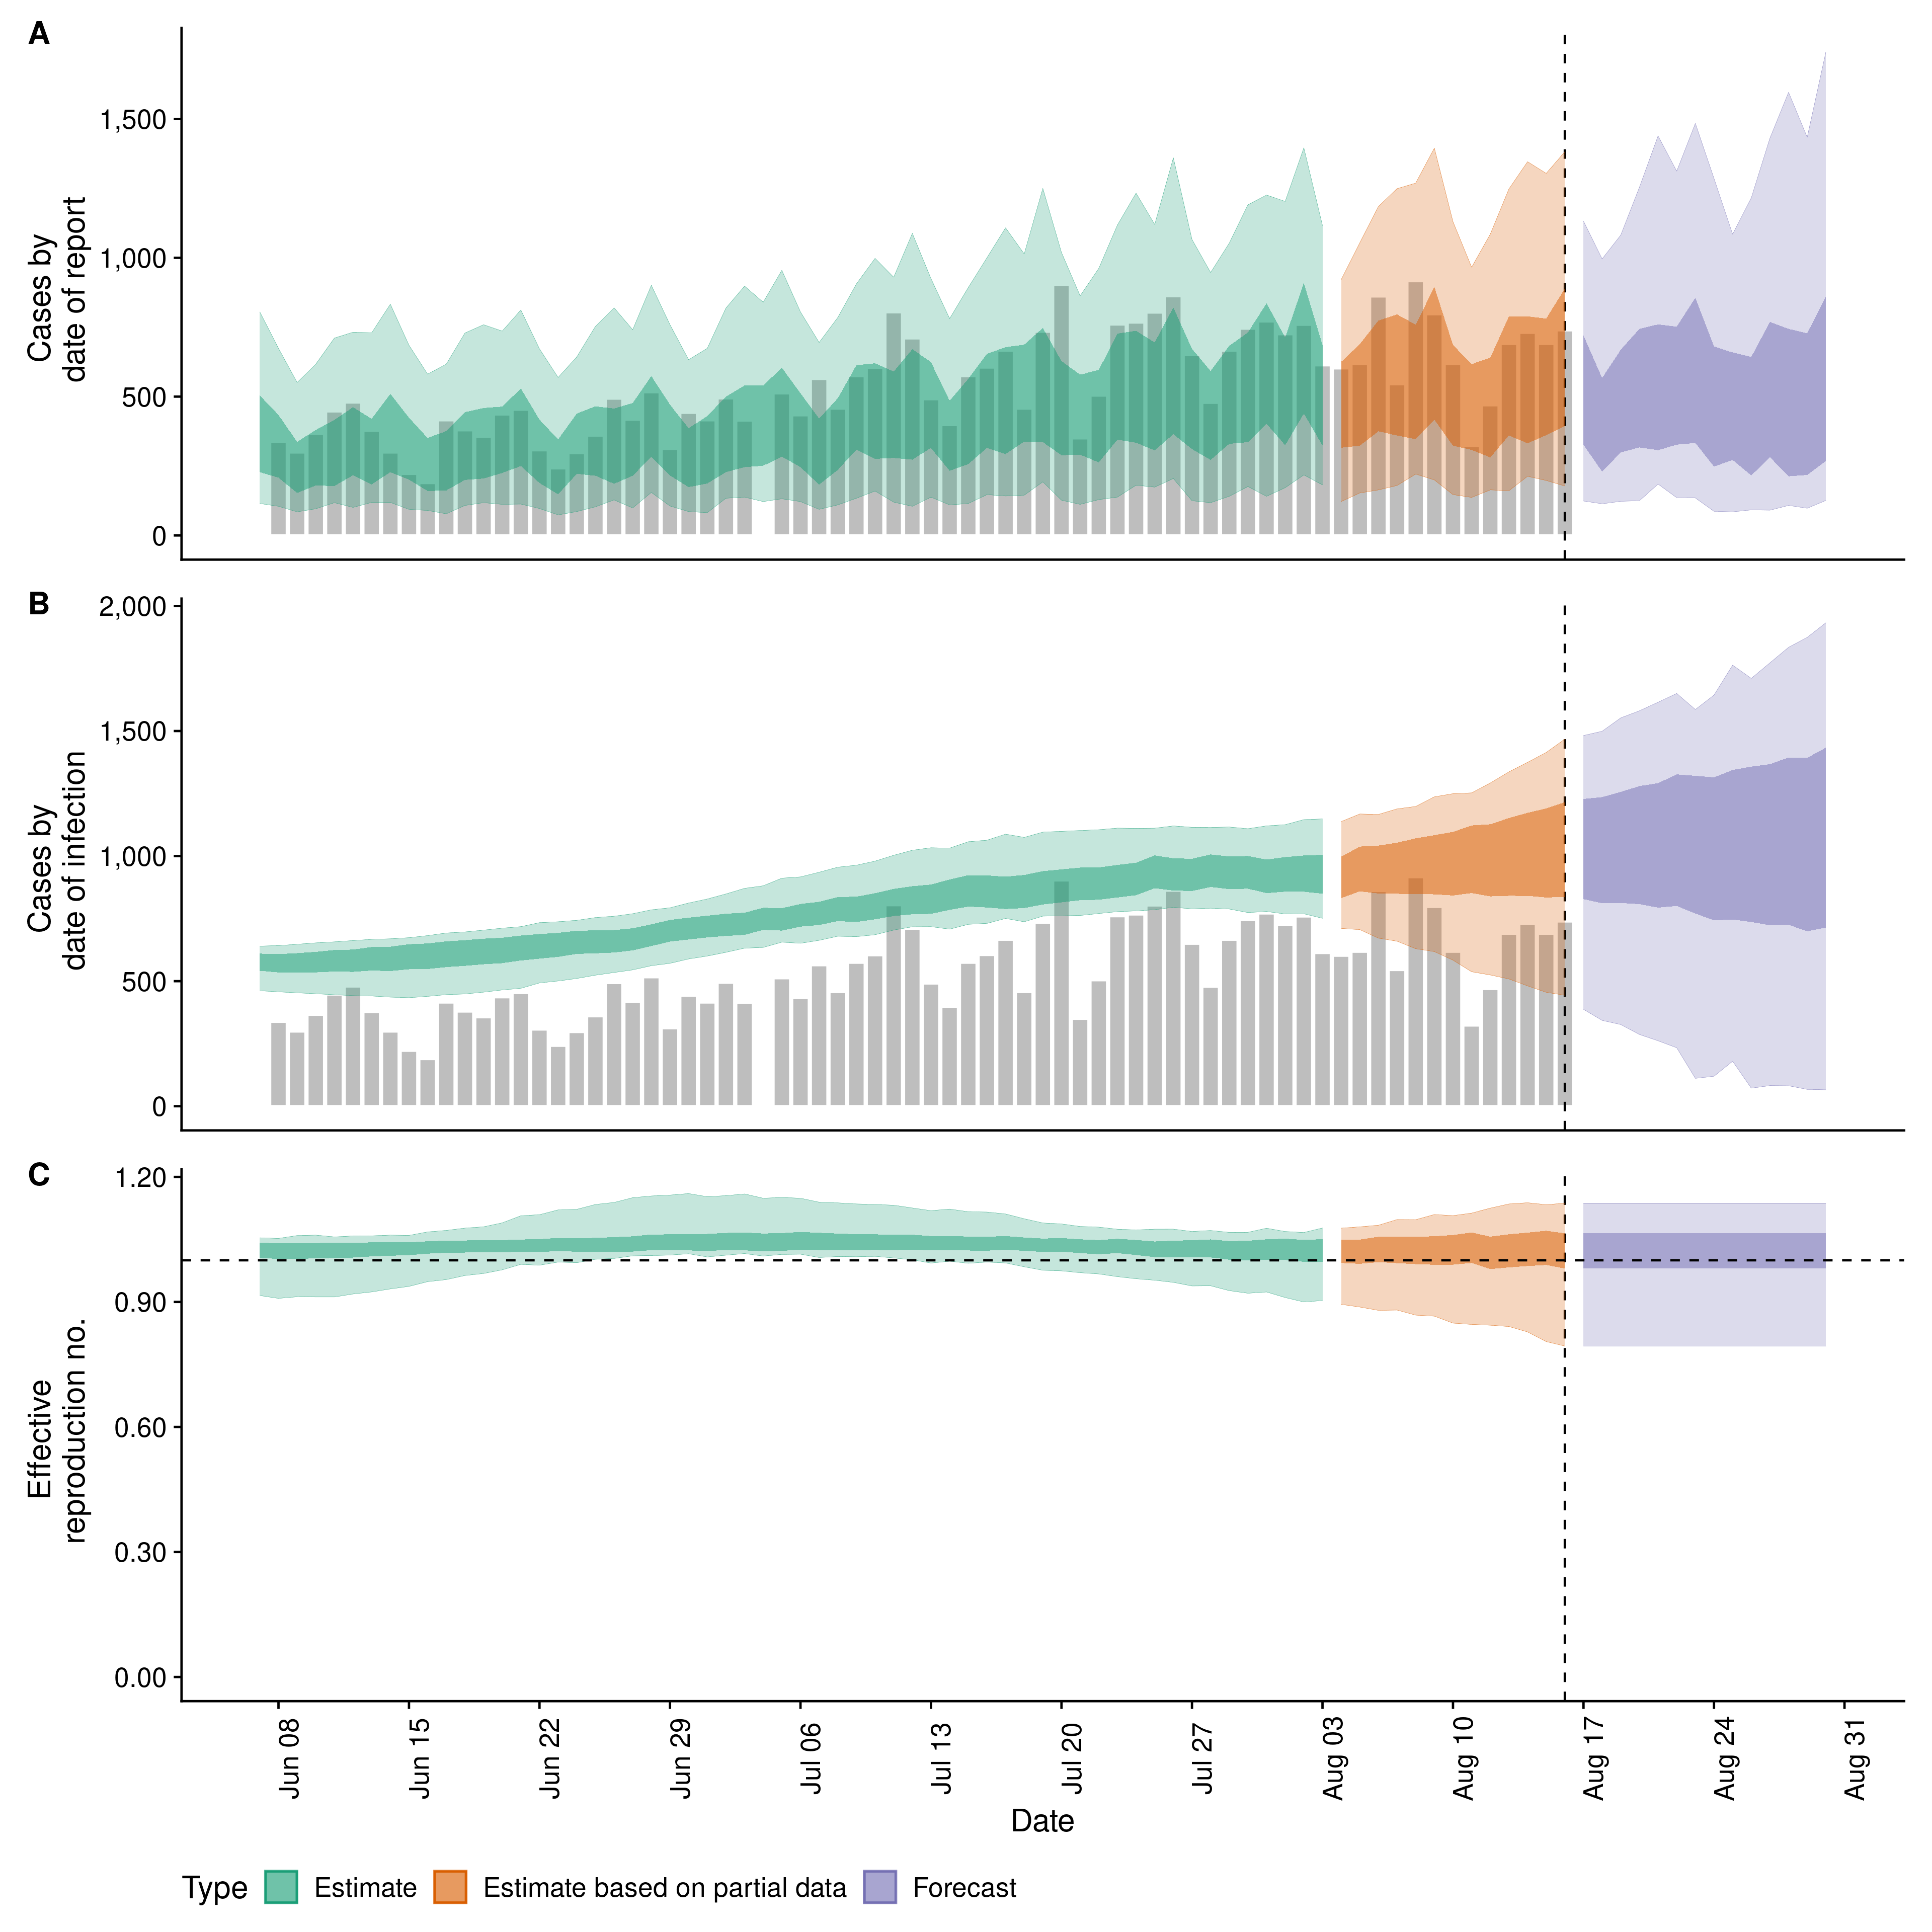 A
Cases by
date of report
1,500
1,000
500
0
B
Cases by
date of infection
2,000
1,500
1,000
500
0
C
Effective
reproduction no.
1.20
0.90
0.60
0.30
0.00
Jun 08
Jun 15
Jun 22
Jun 29
Jul 06
Jul 13
Jul 20
Jul 27
Aug 03
Aug 10
Aug 17
Aug 24
Aug 31
Date
Type Estimate Estimate based on partial data Forecast